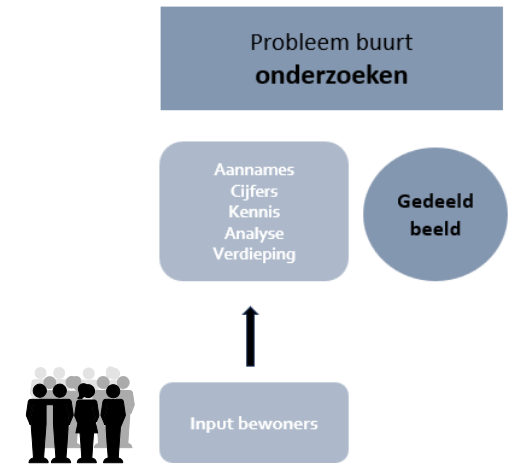 Probleem buurt
onderzoeken
Aannames
Cijfers
Kennis
Analyse
Verdieping
Gedeeld
beeld
Input bewoners